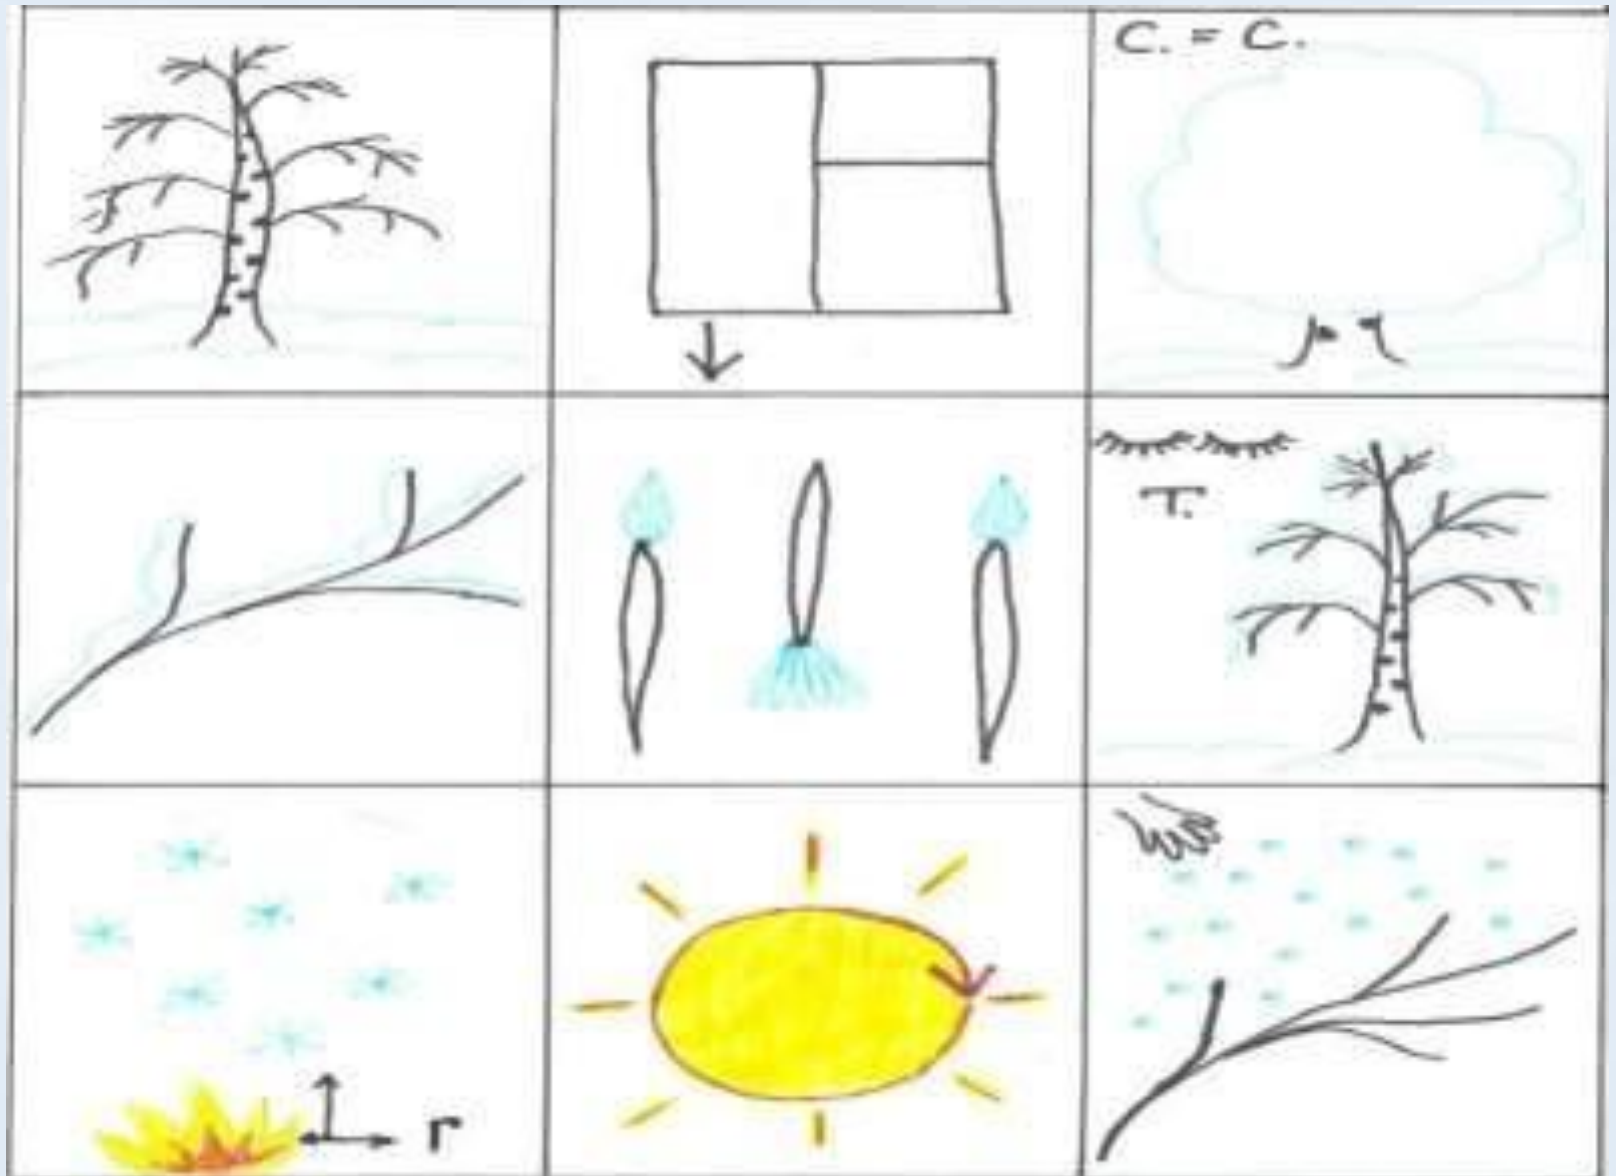 С. = С.
Т.
г